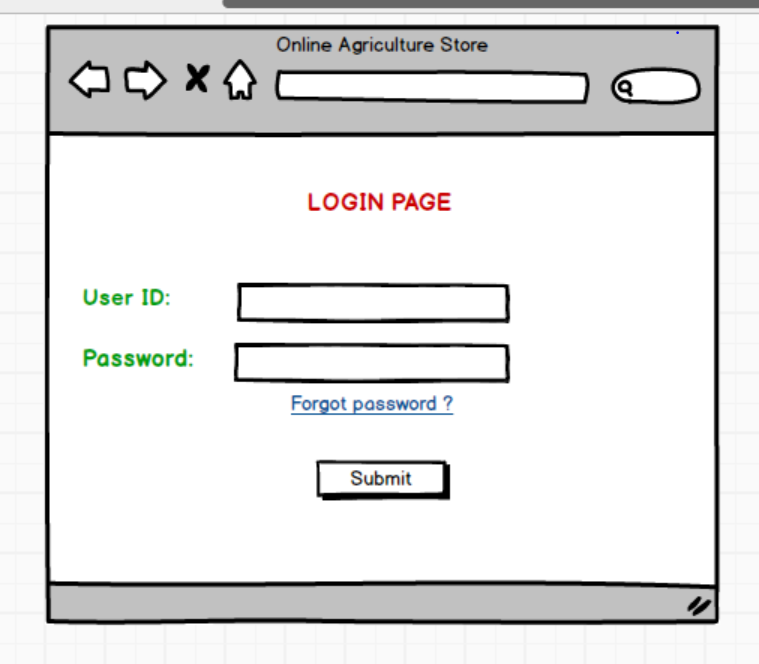 Online Agriculture Store
LOGIN PAGE
User ID:
Password:
Forgot password ?
Submit